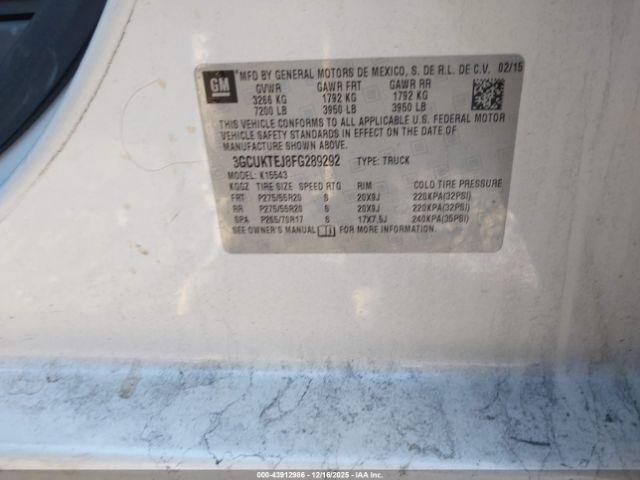 GM
MFD BY GENERAL MOTORS DE MEXICO, S. DE R.L. DE C.V. 02/15
GVWR GAWR FRT GAWR RR
3266 KG 1792 KG 1792 KG
7200 LB 3950 LB 3950 LB
THIS VEHICLE CONFORMS TO ALL APPLICABLE U.S. FEDERAL MOTOR
VEHICLE SAFETY STANDARDS IN EFFECT ON THE DATE OF
MANUFACTURE SHOWN ABOVE.
3GCUKTEJ8FG289292 TYPE: TRUCK
MODEL: K15543
KGGZ TIRE SIZE SPEED RTG RIM COLD TIRE PRESSURE
FRT P275/55R20 S 20X9J 220KPA(32PSI)
RR P275/55R20 S 20X9J 220KPA(32PSI)
SPA P265/70R17 S 17X7.5J 240KPA(35PSI)
SEE OWNER'S MANUAL FOR MORE INFORMATION.
000-43912986 - 12/16/2025 - IAAI.COM